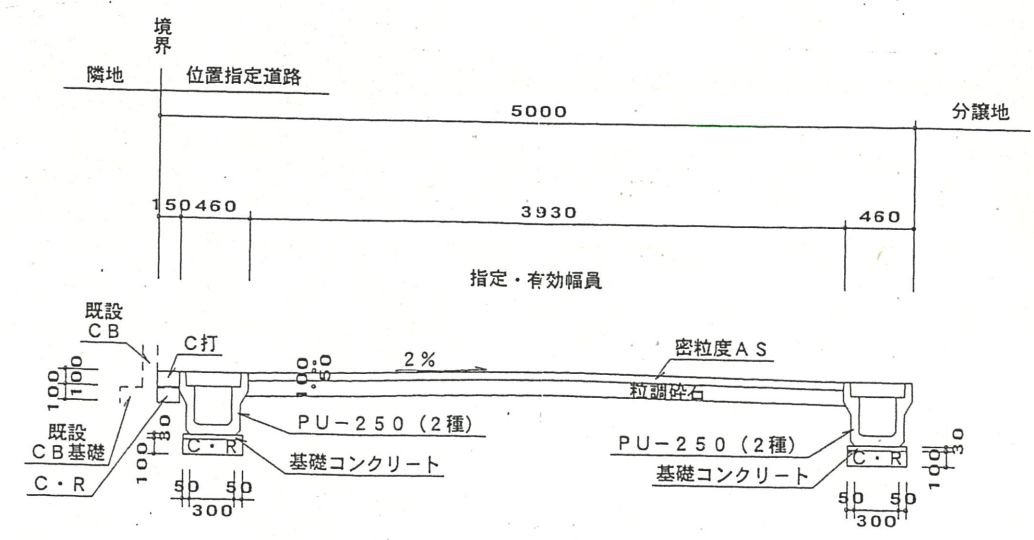 境界
隣地
位置指定道路
5000
分譲地
150 460
3930
460
指定・有効幅員
既設
CB
C打
2%
密粒度AS
100
100
50
粒調砕石
既設
CB基礎
C・R
30
100
C・R
PU-250(2種)
基礎コンクリート
50 50
300
PU-250(2種)
基礎コンクリート
C・R
30
100
50 50
300